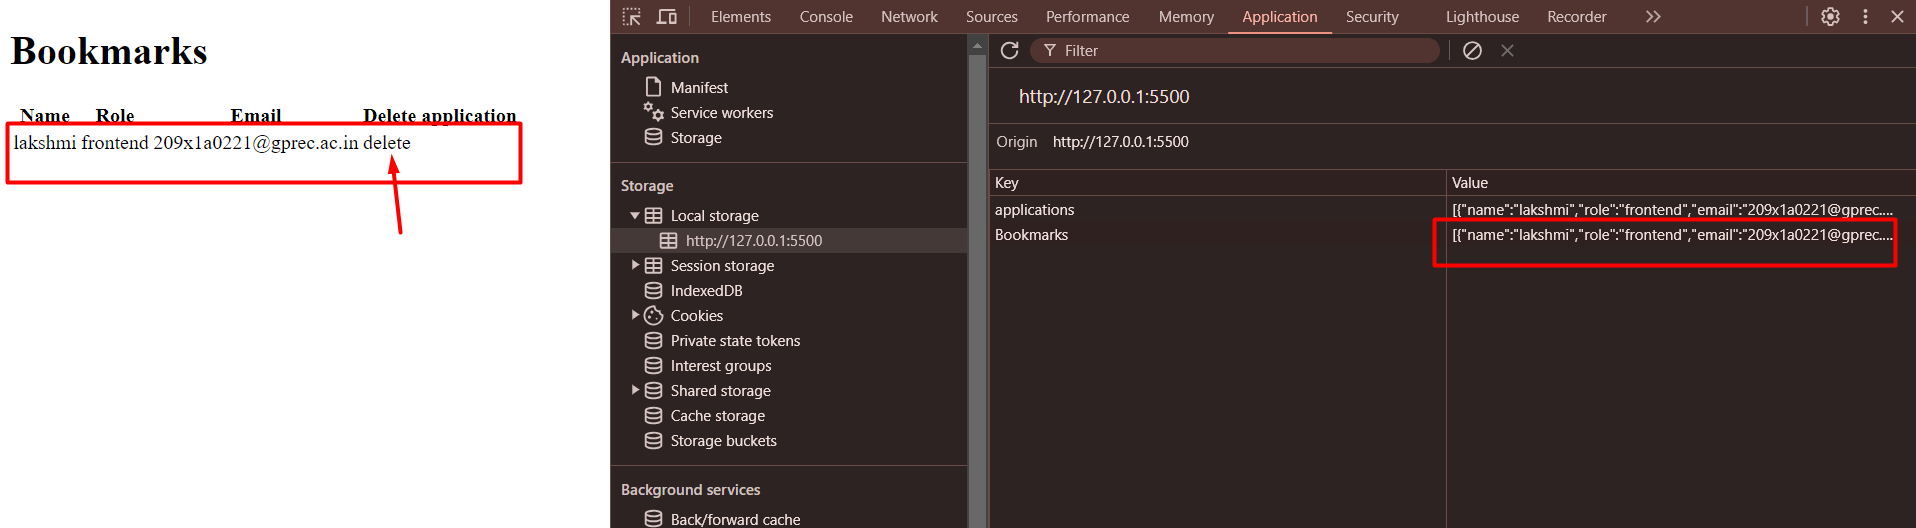 Bookmarks
Name Role Email Delete application
lakshmi frontend 209x1a0221@gprec.ac.in delete
Elements Console Network Sources Performance Memory Application Security Lighthouse Recorder
Application
Manifest
Service workers
Storage
Storage
Local storage
http://127.0.0.1:5500
Session storage
IndexedDB
Cookies
Private state tokens
Interest groups
Shared storage
Cache storage
Storage buckets
Background services
Back/forward cache
Filter
http://127.0.0.1:5500
Origin http://127.0.0.1:5500
Key Value
applications [{"name":"lakshmi","role":"frontend","email":"209x1a0221@gprec....
Bookmarks [{"name":"lakshmi","role":"frontend","email":"209x1a0221@gprec....